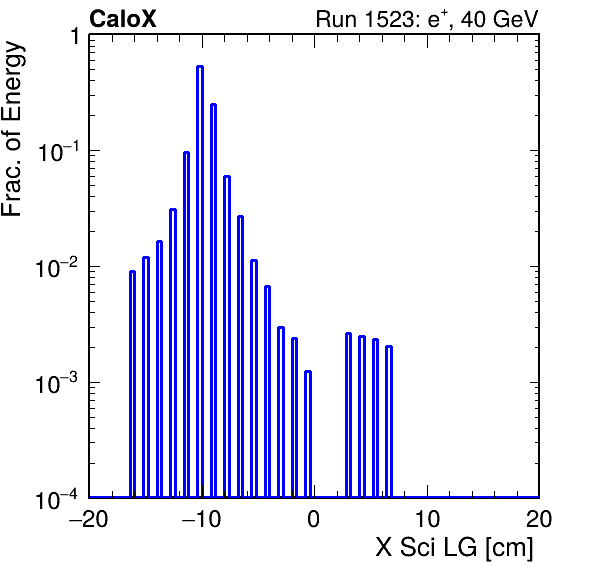 CaloX Run 1523: e⁺, 40 GeV
Frac. of Energy
1
10⁻¹
10⁻²
10⁻³
10⁻⁴
−20 −10 0 10 20
X Sci LG [cm]